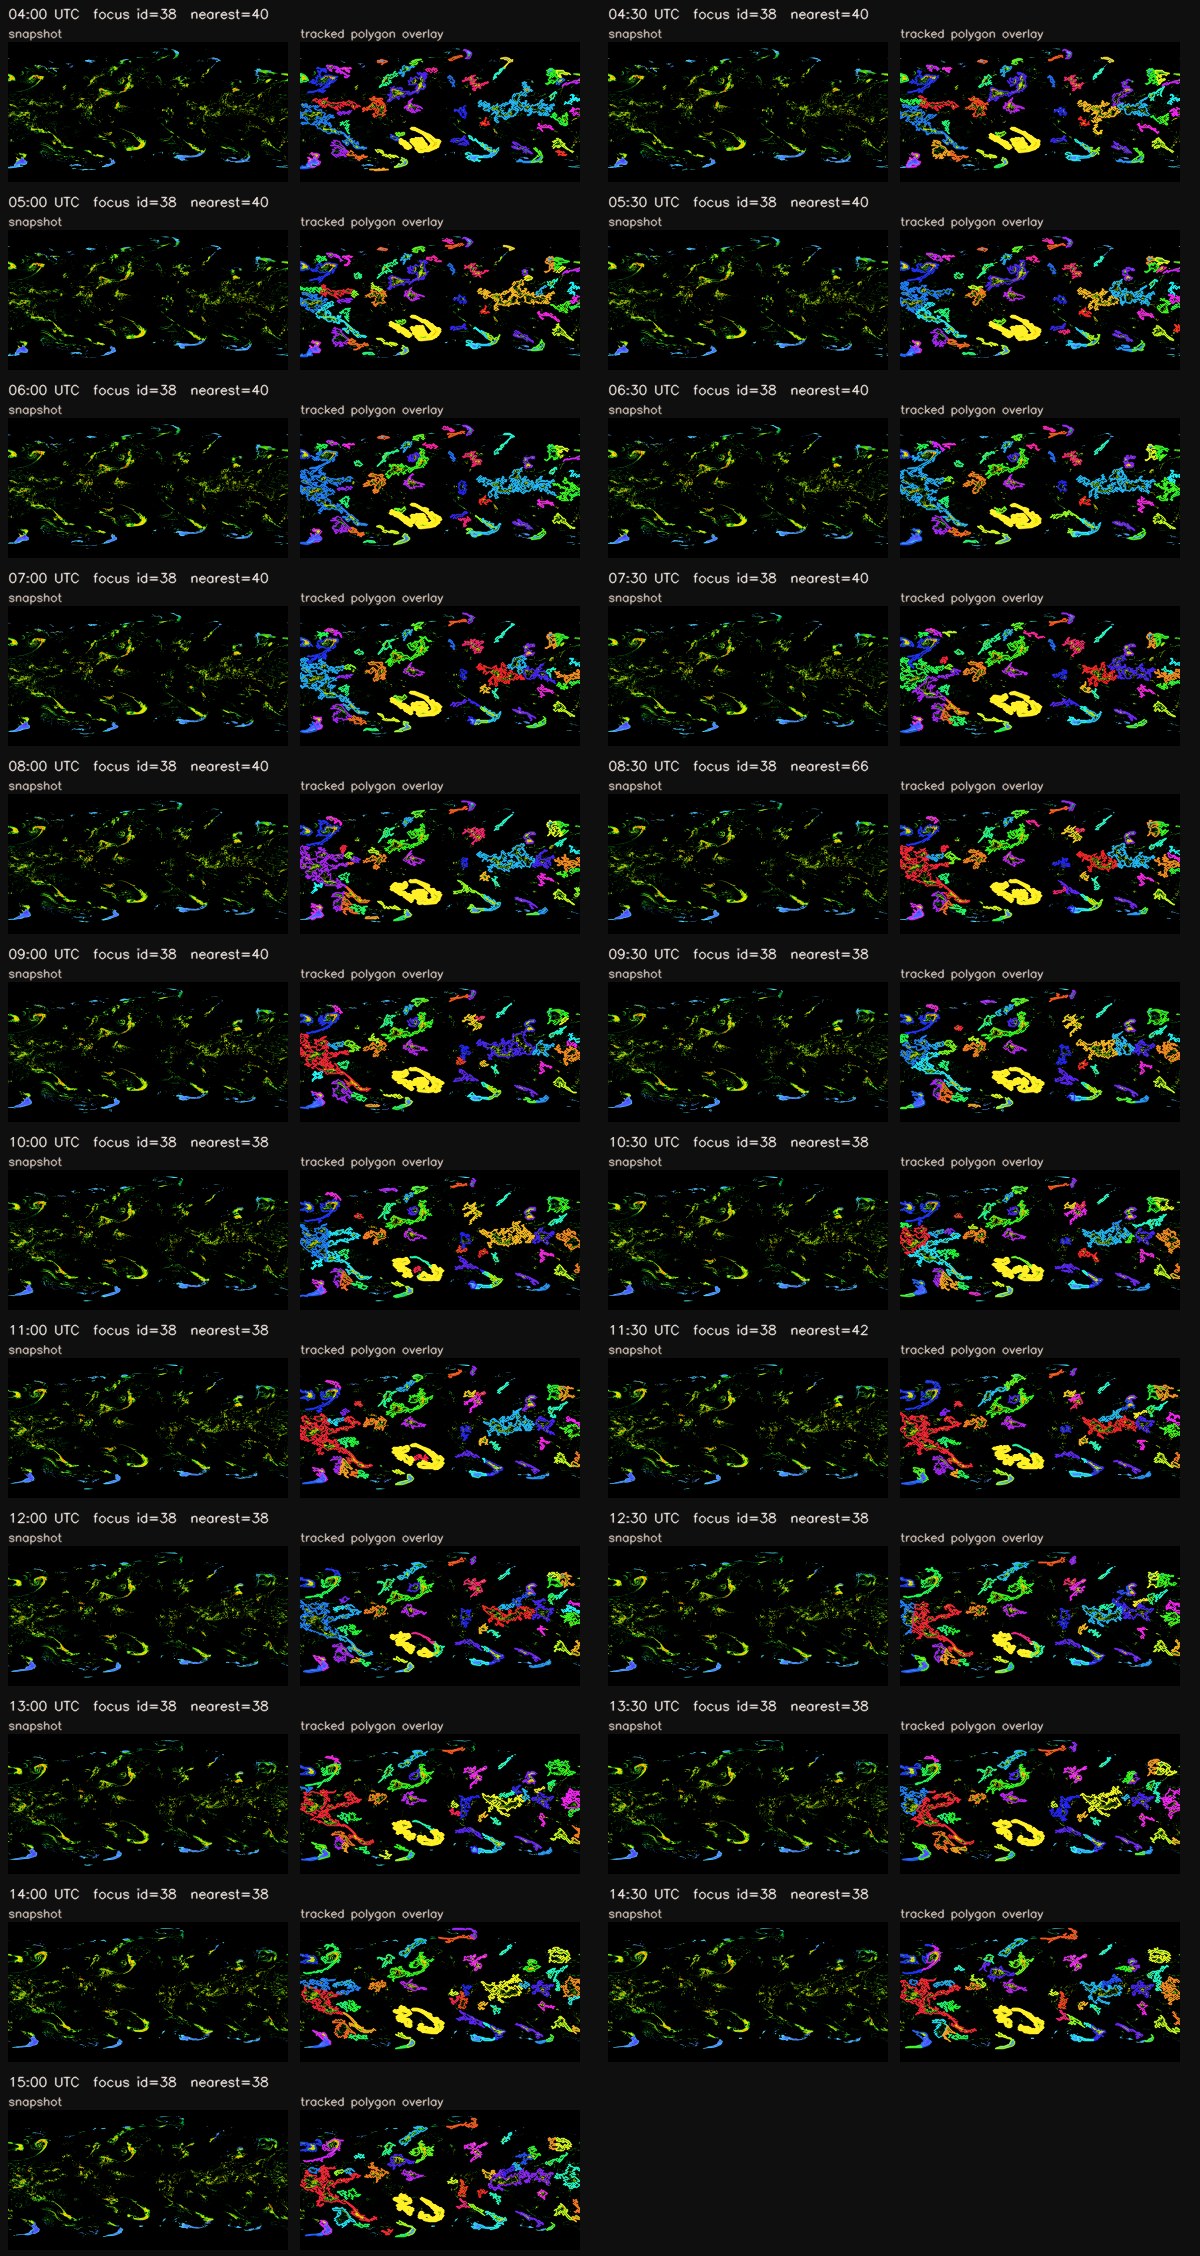 04:00 UTC focus id=38 nearest=40
snapshot tracked polygon overlay
04:30 UTC focus id=38 nearest=40
snapshot tracked polygon overlay
05:00 UTC focus id=38 nearest=40
snapshot tracked polygon overlay
05:30 UTC focus id=38 nearest=40
snapshot tracked polygon overlay
06:00 UTC focus id=38 nearest=40
snapshot tracked polygon overlay
06:30 UTC focus id=38 nearest=40
snapshot tracked polygon overlay
07:00 UTC focus id=38 nearest=40
snapshot tracked polygon overlay
07:30 UTC focus id=38 nearest=40
snapshot tracked polygon overlay
08:00 UTC focus id=38 nearest=40
snapshot tracked polygon overlay
08:30 UTC focus id=38 nearest=66
snapshot tracked polygon overlay
09:00 UTC focus id=38 nearest=40
snapshot tracked polygon overlay
09:30 UTC focus id=38 nearest=38
snapshot tracked polygon overlay
10:00 UTC focus id=38 nearest=38
snapshot tracked polygon overlay
10:30 UTC focus id=38 nearest=38
snapshot tracked polygon overlay
11:00 UTC focus id=38 nearest=38
snapshot tracked polygon overlay
11:30 UTC focus id=38 nearest=42
snapshot tracked polygon overlay
12:00 UTC focus id=38 nearest=38
snapshot tracked polygon overlay
12:30 UTC focus id=38 nearest=38
snapshot tracked polygon overlay
13:00 UTC focus id=38 nearest=38
snapshot tracked polygon overlay
13:30 UTC focus id=38 nearest=38
snapshot tracked polygon overlay
14:00 UTC focus id=38 nearest=38
snapshot tracked polygon overlay
14:30 UTC focus id=38 nearest=38
snapshot tracked polygon overlay
15:00 UTC focus id=38 nearest=38
snapshot tracked polygon overlay